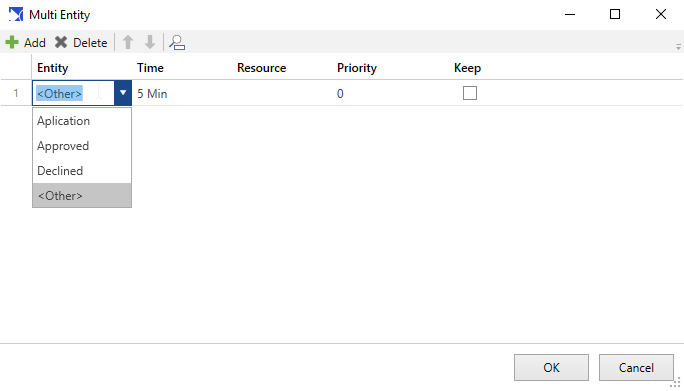 Multi Entity
Add Delete
Entity Time Resource Priority Keep
1 <Other> 5 Min 0
Aplication
Approved
Declined
<Other>
OK Cancel